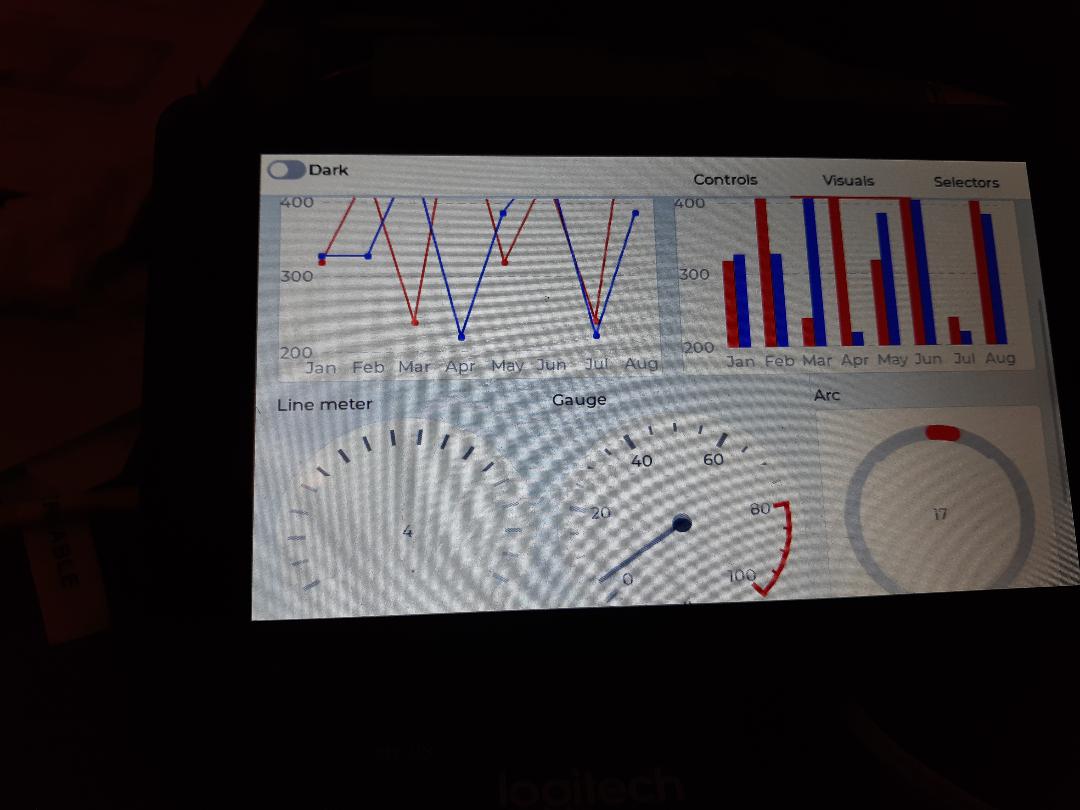 Dark
Controls Visuals Selectors
400
300
200
Jan Feb Mar Apr May Jun Jul Aug
400
300
200
Jan Feb Mar Apr May Jun Jul Aug
Line meter
4
Gauge
0 20 40 60 80 100
Arc
17
logitech